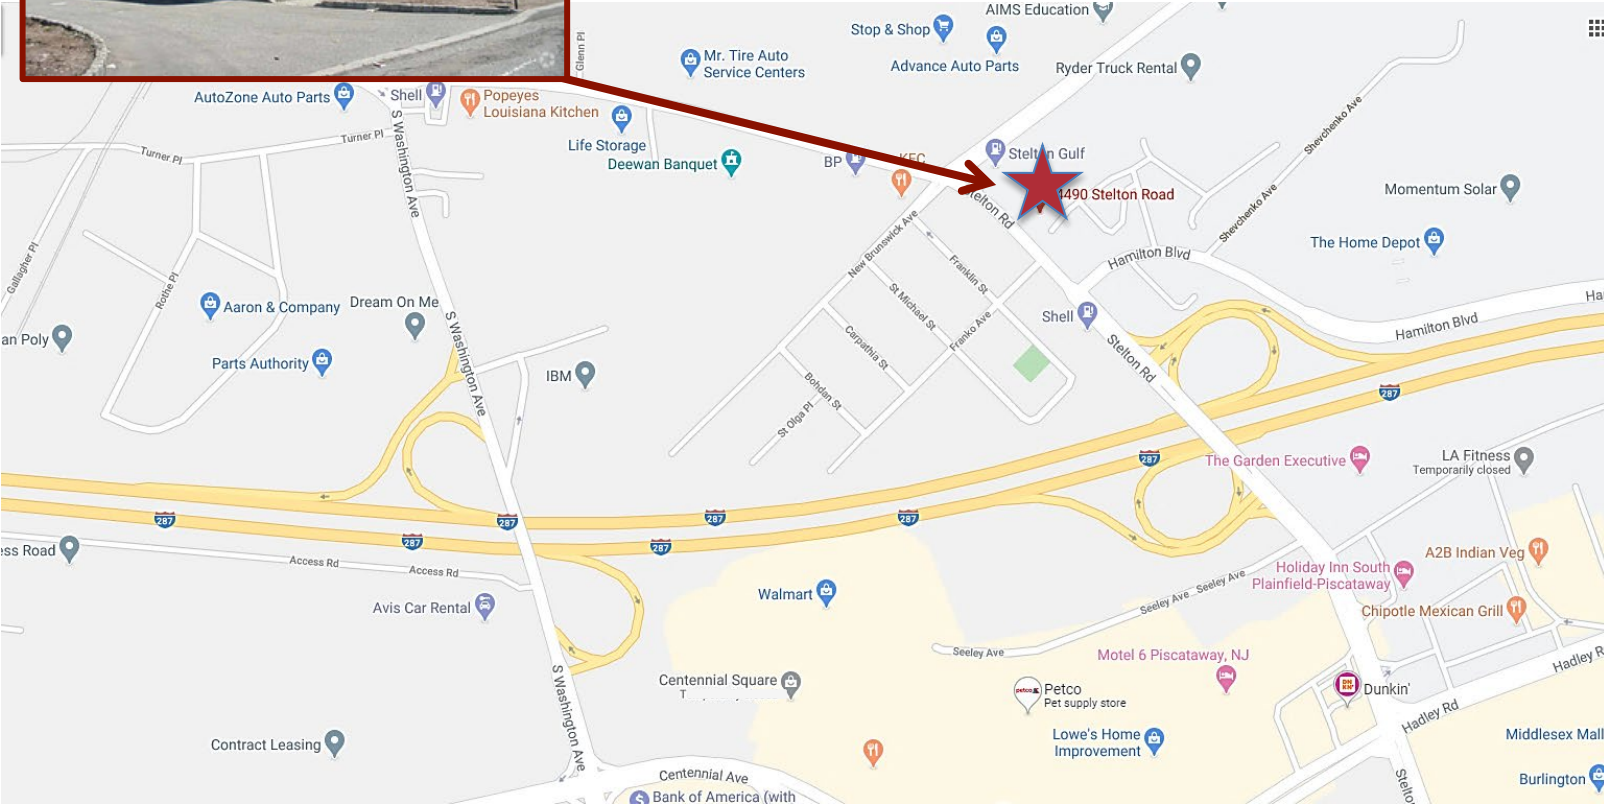 AIMS Education
Stop & Shop
Advance Auto Parts
Glenn Pl
Mr. Tire Auto
Service Centers
Ryder Truck Rental
AutoZone Auto Parts
Shell
Popeyes
Louisiana Kitchen
Life Storage
Deewan Banquet
BP
KFC
Stelton Gulf
4490 Stelton Road
Stelton Rd
Shevchenko Ave
Shevchenko Ave
Momentum Solar
The Home Depot
Hamilton Blvd
Turner Pl
Turner Pl
S Washington Ave
Gallagher Pl
Rothe Pl
New Brunswick Ave
Franklin St
St Michael St
Franko Ave
Carpathia St
Bohdan St
St Olga Pl
Aaron & Company
Dream On Me
an Poly
Parts Authority
S Washington Ave
IBM
Shell
Stelton Rd
Ha
Hamilton Blvd
287
287
The Garden Executive
LA Fitness
Temporarily closed
287
287
287
287
287
287
ess Road
Access Rd
Access Rd
Avis Car Rental
Walmart
A2B Indian Veg
Holiday Inn South
Plainfield-Piscataway
Seeley Ave
Seeley Ave
Chipotle Mexican Grill
Seeley Ave
Motel 6 Piscataway, NJ
Hadley R
Centennial Square
T
petco
Petco
Pet supply store
DN
KN'
Dunkin'
S Washington Ave
Contract Leasing
Lowe's Home
Improvement
Hadley Rd
Middlesex Mall
Centennial Ave
Bank of America (with
Burlington
Stelto